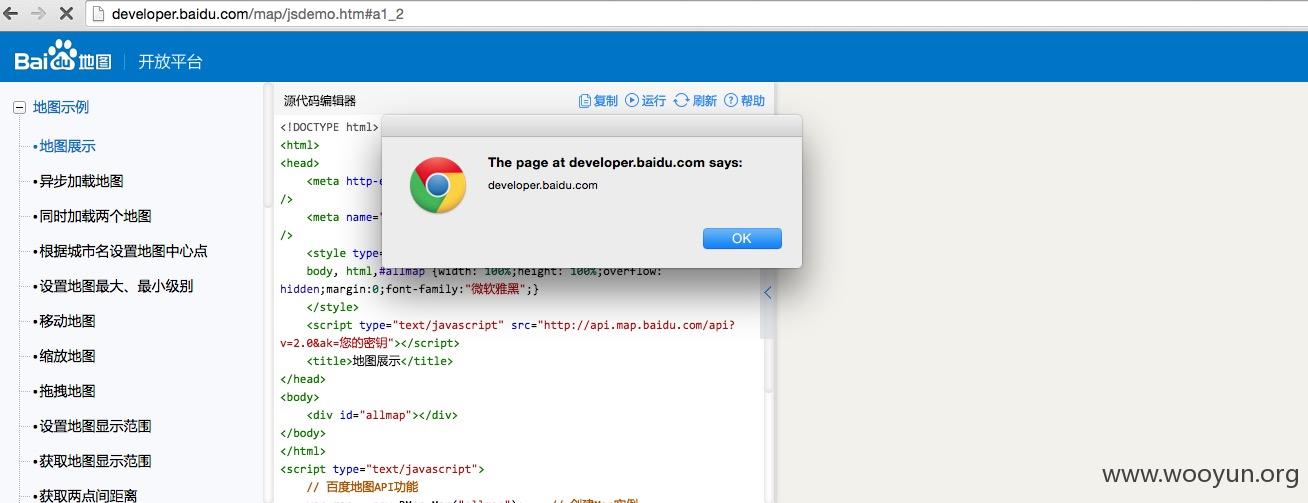 developer.baidu.com/map/jsdemo.htm#a1_2
Baidu地图 开放平台
地图示例
•地图展示
•异步加载地图
•同时加载两个地图
•根据城市名设置地图中心点
•设置地图最大、最小级别
•移动地图
•缩放地图
•拖拽地图
•设置地图显示范围
•获取地图显示范围
•获取两点间距离
源代码编辑器 复制 运行 刷新 帮助
<!DOCTYPE html>
<html>
<head>
<meta http-e
/>
<meta name="
/>
<style type=
body, html,#allmap {width: 100%;height: 100%;overflow:
hidden;margin:0;font-family:"微软雅黑";}
</style>
<script type="text/javascript" src="http://api.map.baidu.com/api?
v=2.0&ak=您的密钥"></script>
<title>地图展示</title>
</head>
<body>
<div id="allmap"></div>
</body>
</html>
<script type="text/javascript">
// 百度地图API功能
The page at developer.baidu.com says:
developer.baidu.com
OK
www.wooyun.org